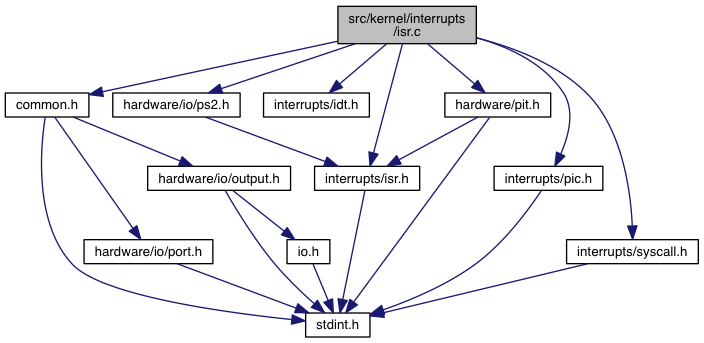 src/kernel/interrupts
/isr.c
common.h
hardware/io/ps2.h
interrupts/idt.h
hardware/pit.h
hardware/io/output.h
interrupts/isr.h
interrupts/pic.h
hardware/io/port.h
io.h
interrupts/syscall.h
stdint.h